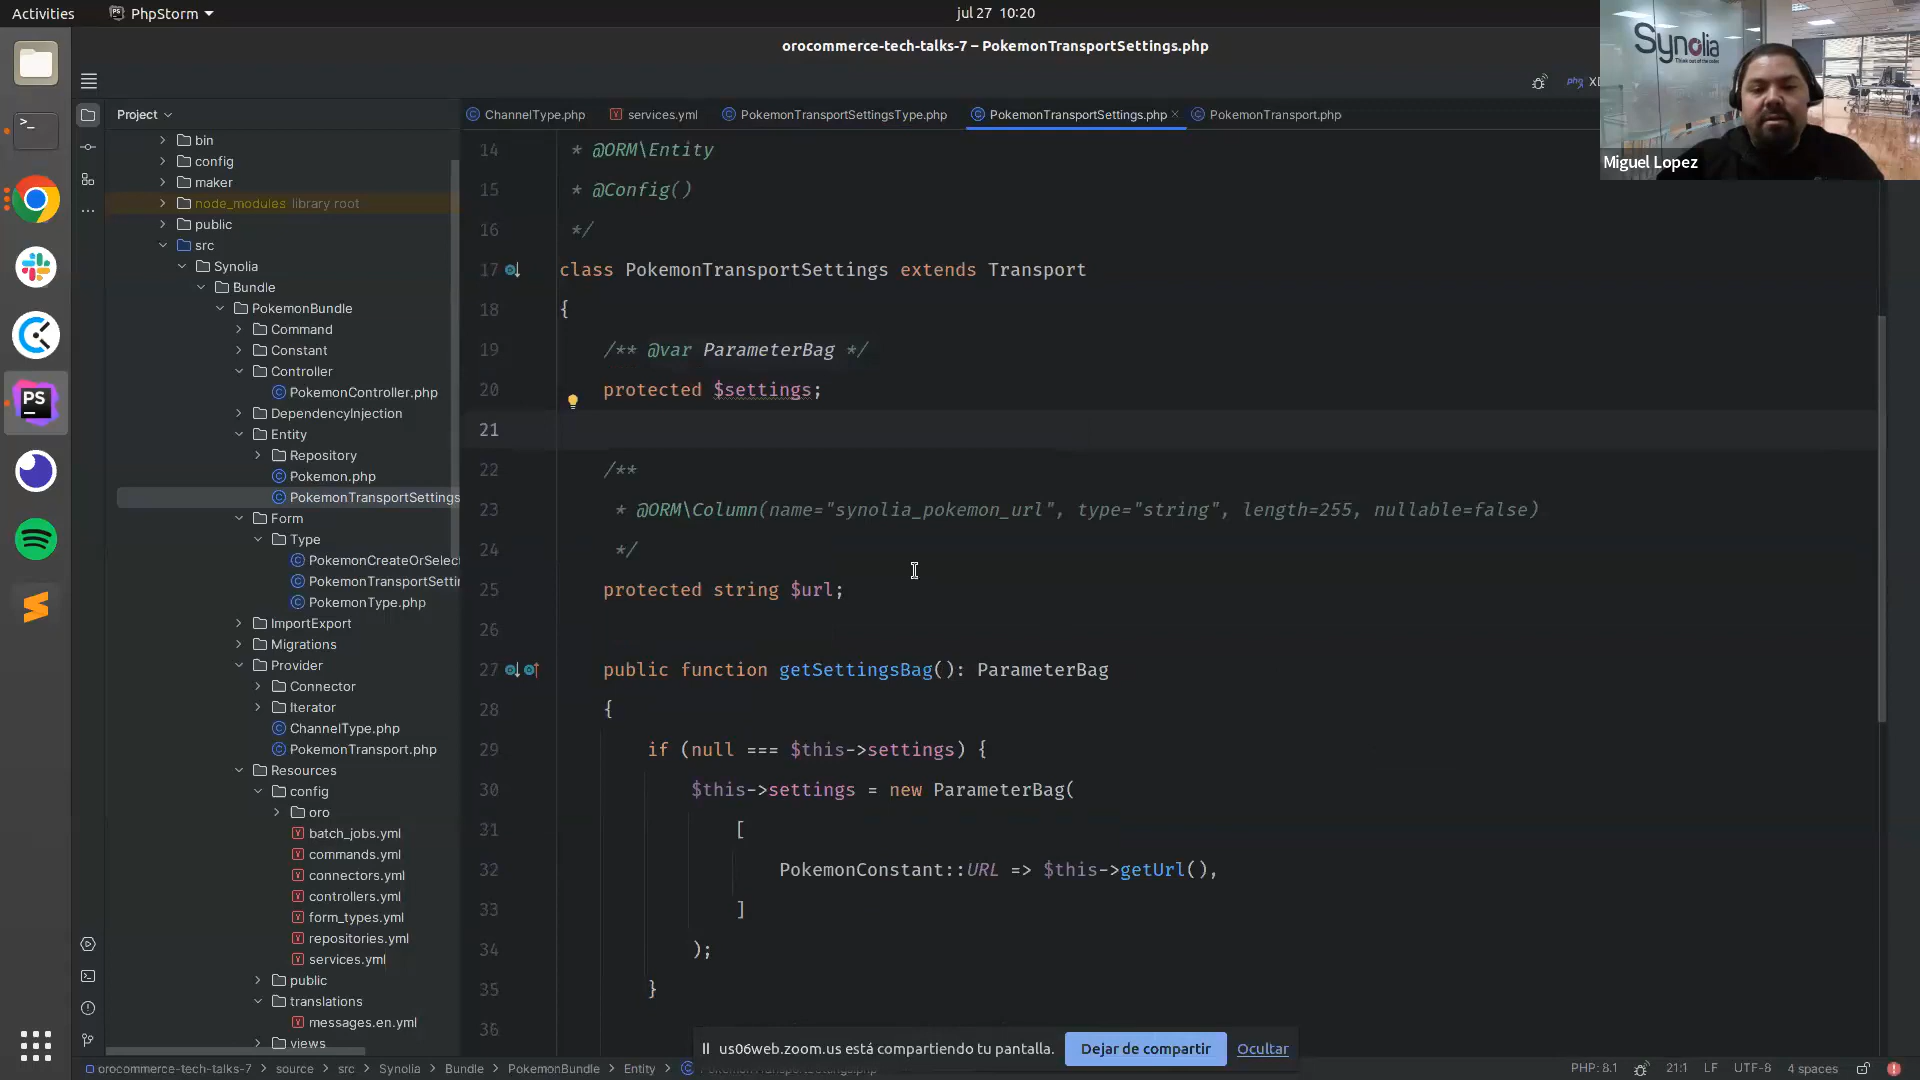 Activities
PhpStorm
jul 27 10:20
orocommerce-tech-talks-7 – PokemonTransportSettings.php
Synolia
Miguel Lopez
php
Project
ChannelType.php
services.yml
PokemonTransportSettingsType.php
PokemonTransportSettings.php
PokemonTransport.php
bin
config
maker
node_modules library root
public
src
Synolia
Bundle
PokemonBundle
Command
Constant
Controller
PokemonController.php
DependencyInjection
Entity
Repository
Pokemon.php
PokemonTransportSettings
Form
Type
PokemonCreateOrSelec
PokemonTransportSetti
PokemonType.php
ImportExport
Migrations
Provider
Connector
Iterator
ChannelType.php
PokemonTransport.php
Resources
config
oro
batch_jobs.yml
commands.yml
connectors.yml
controllers.yml
form_types.yml
repositories.yml
services.yml
public
translations
messages.en.yml
views
14 * @ORM\Entity
15 * @Config()
16 */
17 class PokemonTransportSettings extends Transport
18 {
19 /** @var ParameterBag */
20 protected $settings;
21
22 /**
23 * @ORM\Column(name="synolia_pokemon_url", type="string", length=255, nullable=false)
24 */
25 protected string $url;
26
27 public function getSettingsBag(): ParameterBag
28 {
29 if (null === $this->settings) {
30 $this->settings = new ParameterBag(
31 [
32 PokemonConstant::URL => $this->getUrl(),
33 ]
34 );
35 }
36
us06web.zoom.us está compartiendo tu pantalla.
Dejar de compartir
Ocultar
orocommerce-tech-talks-7 source src Synolia Bundle PokemonBundle Entity
PHP: 8.1 21:1 LF UTF-8 4 spaces